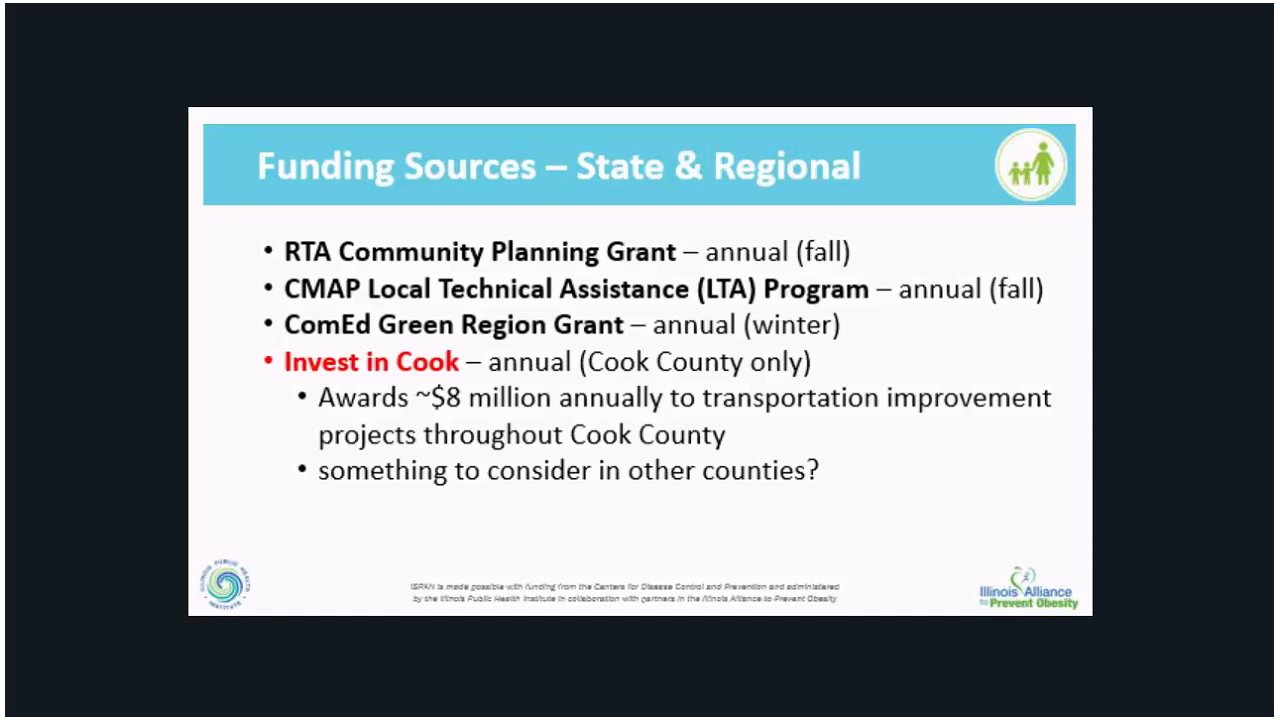 Funding Sources – State & Regional
• RTA Community Planning Grant – annual (fall)
• CMAP Local Technical Assistance (LTA) Program – annual (fall)
• ComEd Green Region Grant – annual (winter)
• Invest in Cook – annual (Cook County only)
• Awards ~$8 million annually to transportation improvement
projects throughout Cook County
• something to consider in other counties?
ISPAN is made possible with funding from the Centers for Disease Control and Prevention and administered
by the Illinois Public Health Institute in collaboration with partners in the Illinois Alliance to Prevent Obesity
ILLINOIS PUBLIC HEALTH
INSTITUTE
Illinois Alliance
to Prevent Obesity